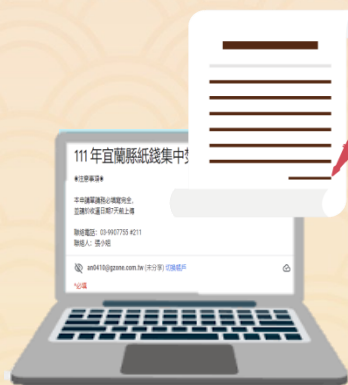 111 年宜蘭縣紙錢集中
*注意事項*
本申請單請務必填寫完全,
並請於收運日期7天前上傳
聯絡電話：03-9907755 #211
聯絡人：張小姐
an0418@gzone.com.tw (未分享) 切換帳戶
*必填